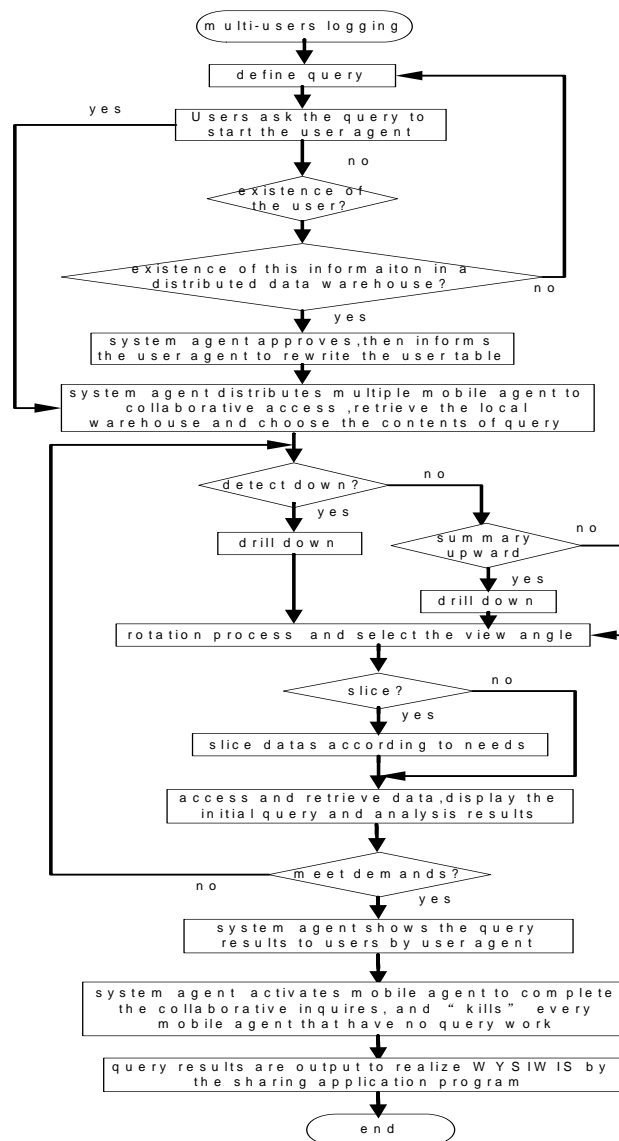 multi-users logging
define query
yes
Users ask the query to
start the user agent
no
existence of
the user?
existence of this informaiton in a
distributed data warehouse?
no
yes
system agent approves,then informs
the user agent to rewrite the user table
system agent distributes multiple mobile agent to
collaborative access ,retrieve the local
warehouse and choose the contents of query
detect down?
no
yes
drill down
summary
upward
no
yes
drill down
rotation process and select the view angle
slice?
no
yes
slice datas according to needs
access and retrieve data,display the
initial query and analysis results
meet demands?
no
yes
system agent shows the query
results to users by user agent
system agent activates mobile agent to complete
the collaborative inquires, and “ kills” every
mobile agent that have no query work
query results are output to realize WYSIWIS by
the sharing application program
end